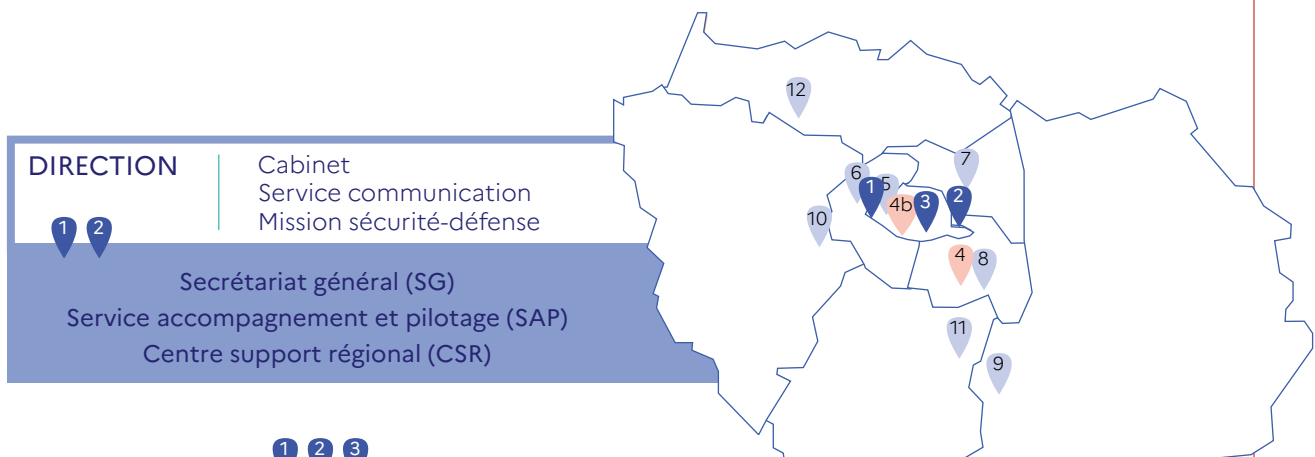 DIRECTION
Cabinet
Service communication
Mission sécurité-défense
1 2
Secrétariat général (SG)
Service accompagnement et pilotage (SAP)
Centre support régional (CSR)
1 2 3
12
7
6
1
5
4b
3
2
10
4
8
11
9